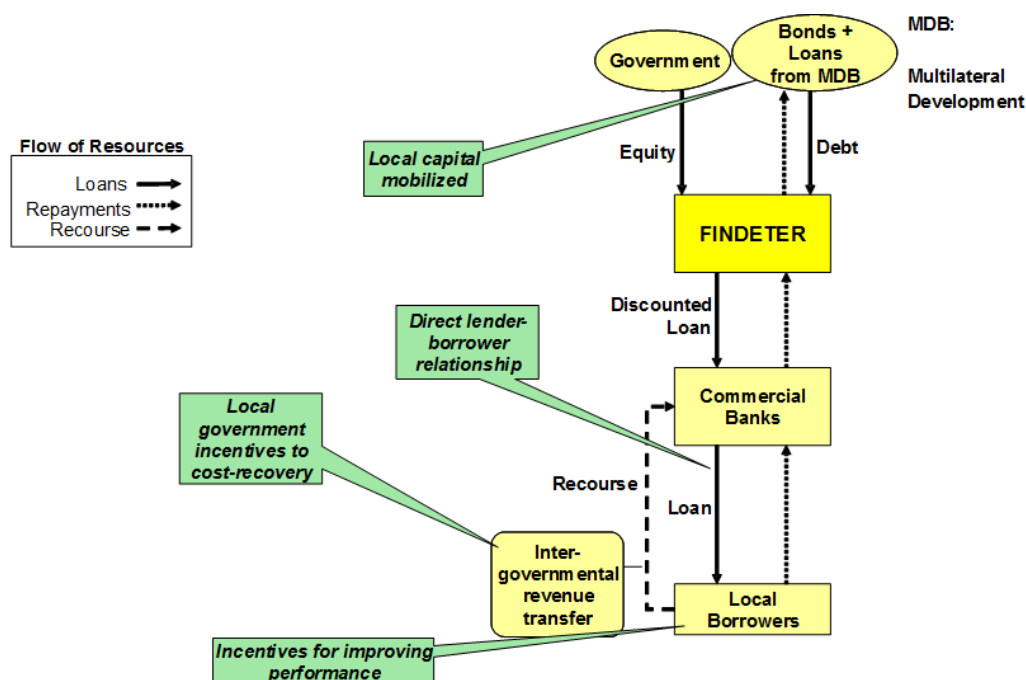 MDB:
Multilateral
Development
Government
Bonds +
Loans
from MDB
Flow of Resources
Loans
Repayments
Recourse
Local capital
mobilized
Equity
Debt
FINDETER
Discounted
Loan
Direct lender-
borrower
relationship
Commercial
Banks
Local
government
incentives to
cost-recovery
Recourse
Loan
Inter-
governmental
revenue
transfer
Local
Borrowers
Incentives for improving
performance